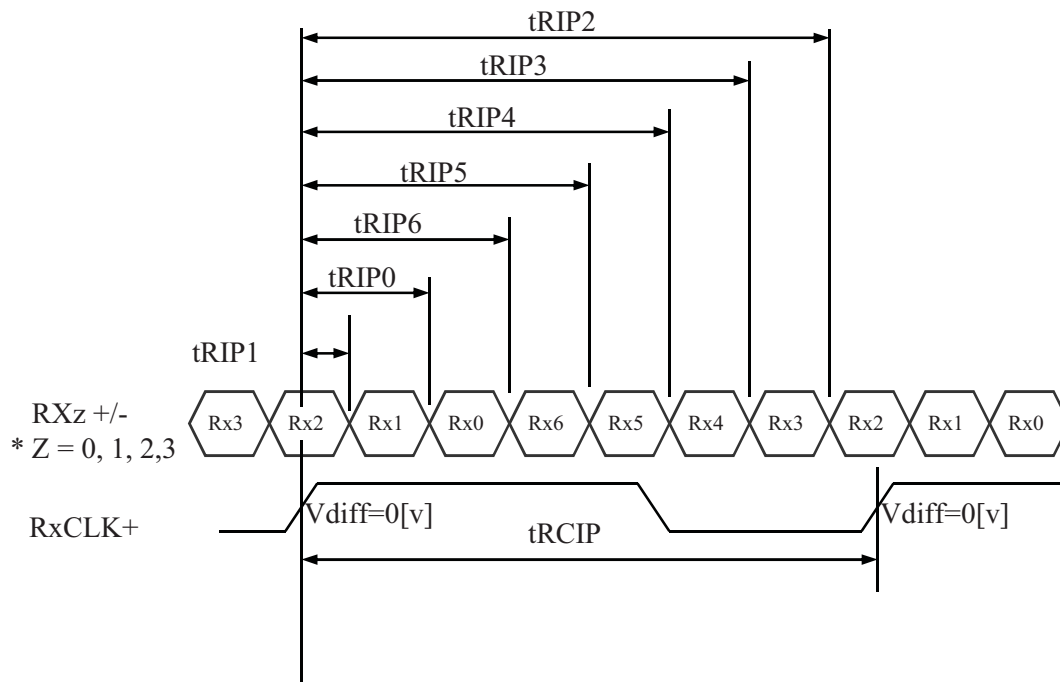 tRIP2
tRIP3
tRIP4
tRIP5
tRIP6
tRIP0
tRIP1
RXz +/-
* Z = 0, 1, 2,3
Rx3 Rx2 Rx1 Rx0 Rx6 Rx5 Rx4 Rx3 Rx2 Rx1 Rx0
RxCLK+
Vdiff=0[v] Vdiff=0[v]
tRCIP